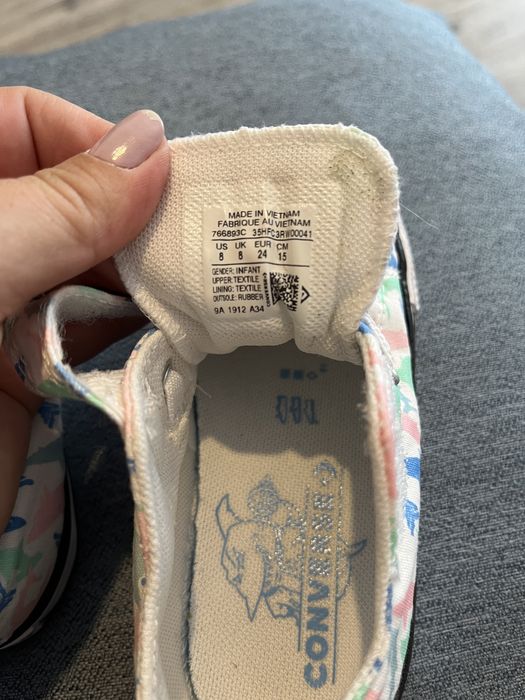 MADE IN VIETNAM
FABRIQUE AU VIETNAM
766893C 35HFC3RW00041
US UK EUR CM
8 8 24 15
GENDER: INFANT
UPPER: TEXTILE
LINING: TEXTILE
OUTSOLE: RUBBER
CONVERSE
9A 1912 A34
CONVERSE